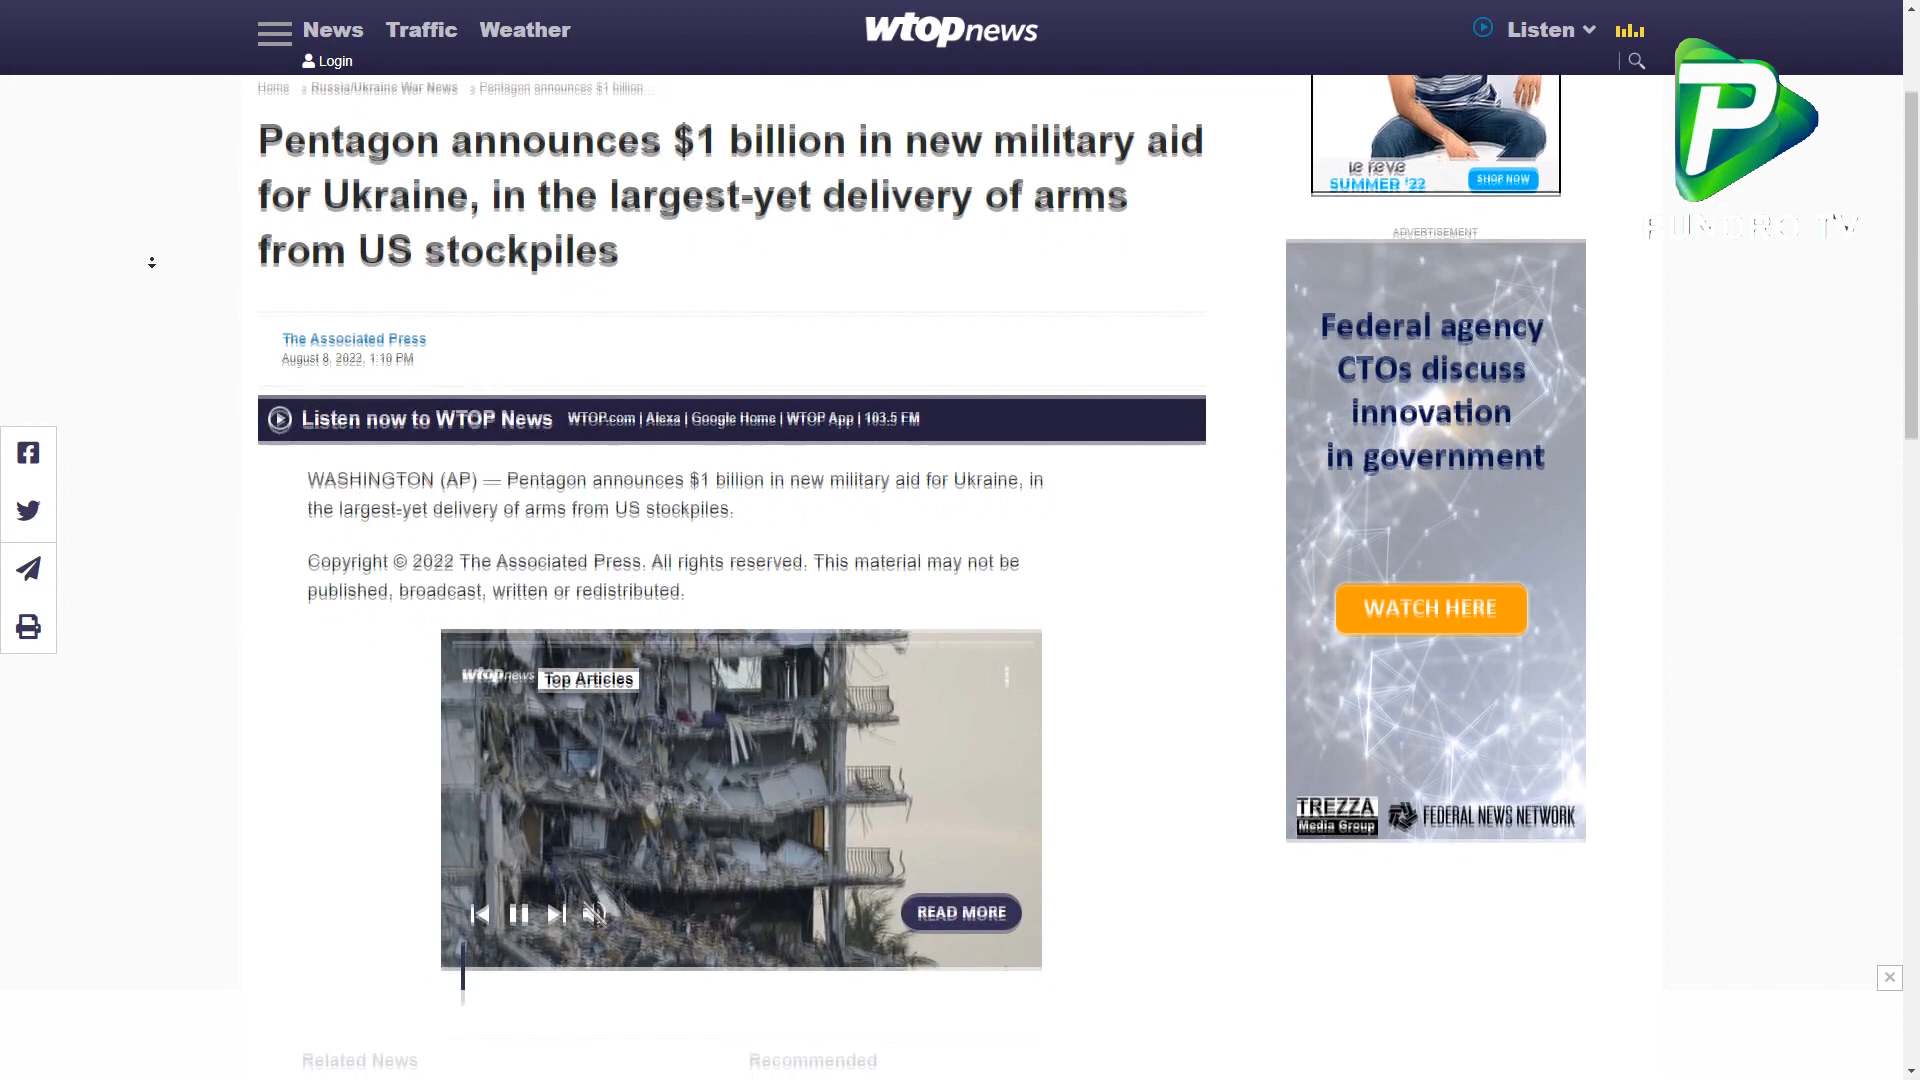 News Traffic Weather
wtopnews
Listen
Login
Home » Russia/Ukraine War News » Pentagon announces $1 billion...
Pentagon announces $1 billion in new military aid
for Ukraine, in the largest-yet delivery of arms
from US stockpiles
The Associated Press
August 8, 2022, 1:10 PM
Listen now to WTOP News WTOP.com | Alexa | Google Home | WTOP App | 103.5 FM
WASHINGTON (AP) — Pentagon announces $1 billion in new military aid for Ukraine, in
the largest-yet delivery of arms from US stockpiles.
Copyright © 2022 The Associated Press. All rights reserved. This material may not be
published, broadcast, written or redistributed.
wtopnews Top Articles
READ MORE
Related News
Recommended
le reve
SUMMER '22
SHOP NOW
ADVERTISEMENT
Federal agency
CTOs discuss
innovation
in government
WATCH HERE
TREZZA
Media Group
FEDERAL NEWS NETWORK
P
FUNDRO TV